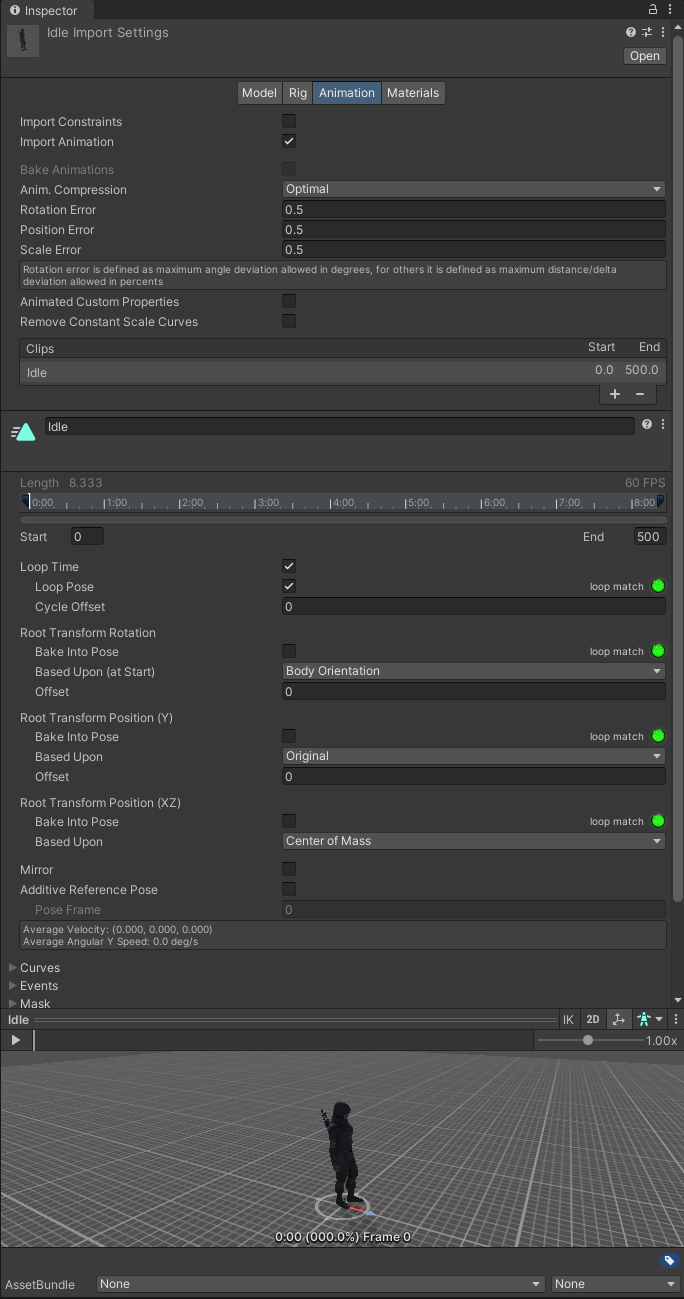 Inspector
Idle Import Settings
Open
Model Rig Animation Materials
Import Constraints
Import Animation
Bake Animations
Anim. Compression Optimal
Rotation Error 0.5
Position Error 0.5
Scale Error 0.5
Rotation error is defined as maximum angle deviation allowed in degrees, for others it is defined as maximum distance/delta
deviation allowed in percents
Animated Custom Properties
Remove Constant Scale Curves
Clips Start End
Idle 0.0 500.0
Idle
Length 8.333 60 FPS
0:00 1:00 2:00 3:00 4:00 5:00 6:00 7:00 8:00
Start 0 End 500
Loop Time
Loop Pose loop match
Cycle Offset 0
Root Transform Rotation
Bake Into Pose loop match
Based Upon (at Start) Body Orientation
Offset 0
Root Transform Position (Y)
Bake Into Pose loop match
Based Upon Original
Offset 0
Root Transform Position (XZ)
Bake Into Pose loop match
Based Upon Center of Mass
Mirror
Additive Reference Pose
Pose Frame 0
Average Velocity: (0.000, 0.000, 0.000)
Average Angular Y Speed: 0.0 deg/s
Curves
Events
Mask
Idle IK 2D
1.00x
0:00 (000.0%) Frame 0
AssetBundle None None